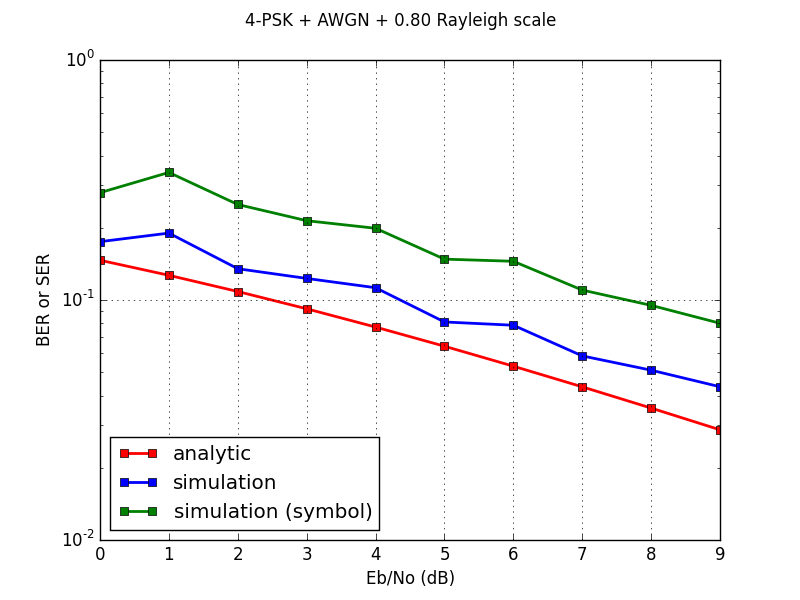 4-PSK + AWGN + 0.80 Rayleigh scale
10^0
10^-1
10^-2
BER or SER
analytic
simulation
simulation (symbol)
0 1 2 3 4 5 6 7 8 9
Eb/No (dB)